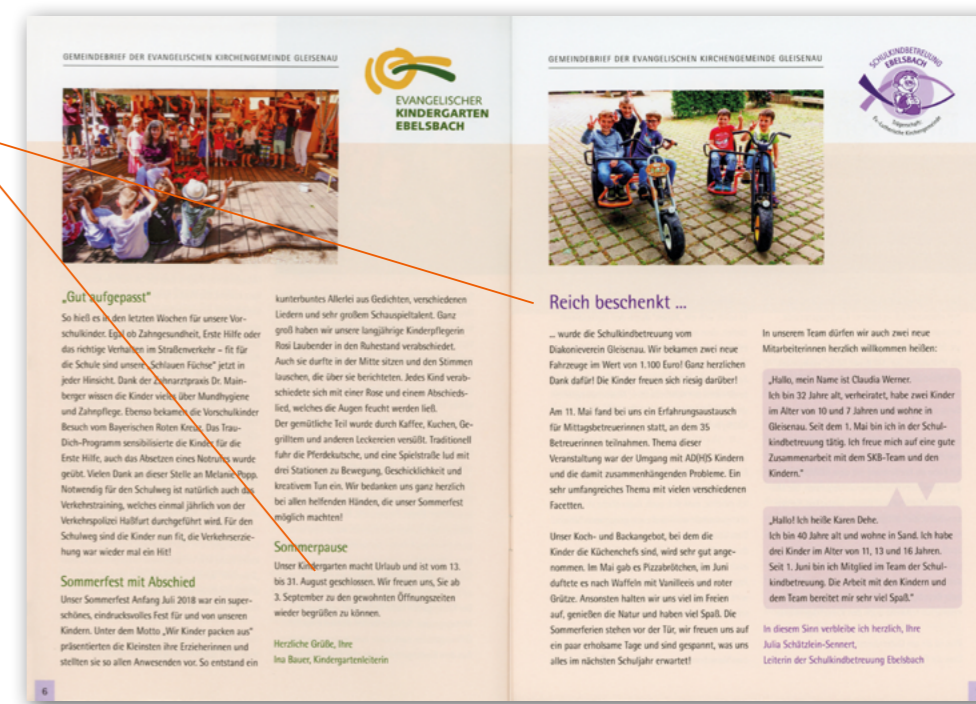 GEMEINDEBRIEF DER EVANGELISCHEN KIRCHENGEMEINDE GLEISENAU
EVANGELISCHER
KINDERGARTEN
EBELSBACH
„Gut aufgepasst“
So hieß es in den letzten Wochen für unsere Vor-
schulkinder. Egal ob Zahngesundheit, Erste Hilfe oder
das richtige Verhalten im Straßenverkehr – fit für
die Schule sind unsere „Schlauen Füchse“ jetzt in
jeder Hinsicht. Dank der Zahnarztpraxis Dr. Main-
berger wissen die Kinder vieles über Mundhygiene
und Zahnpflege. Ebenso bekamen die Vorschulkinder
Besuch vom Bayerischen Roten Kreuz. Das Trau-
Dich-Programm sensibilisierte die Kinder für die
Erste Hilfe, auch das Absetzen eines Notrufes wurde
geübt. Vielen Dank an dieser Stelle an Melanie Popp.
Notwendig für den Schulweg ist natürlich auch das
Verkehrstraining, welches einmal jährlich von der
Verkehrspolizei Haßfurt durchgeführt wird. Für den
Schulweg sind die Kinder nun fit, die Verkehrserzie-
hung war wieder mal ein Hit!
Sommerfest mit Abschied
Unser Sommerfest Anfang Juli 2018 war ein super-
schönes, eindrucksvolles Fest für und von unseren
Kindern. Unter dem Motto „Wir Kinder packen aus“
präsentierten die Kleinsten ihre Erzieherinnen und
stellten sie so allen Anwesenden vor. So entstand ein
kunterbuntes Allerlei aus Gedichten, verschiedenen
Liedern und sehr großem Schauspieltalent. Ganz
groß haben wir unsere langjährige Kinderpflegerin
Rosi Laubender in den Ruhestand verabschiedet.
Auch sie durfte in der Mitte sitzen und den Stimmen
lauschen, die über sie berichteten. Jedes Kind verab-
schiedete sich mit einer Rose und einem Abschieds-
lied, welches die Augen feucht werden ließ.
Der gemütliche Teil wurde durch Kaffee, Kuchen, Ge-
grilltem und anderen Leckereien versüßt. Traditionell
fuhr die Pferdekutsche, und eine Spielstraße lud mit
drei Stationen zu Bewegung, Geschicklichkeit und
kreativem Tun ein. Wir bedanken uns ganz herzlich
bei allen helfenden Händen, die unser Sommerfest
möglich machten!
Sommerpause
Unser Kindergarten macht Urlaub und ist vom 13.
bis 31. August geschlossen. Wir freuen uns, Sie ab
3. September zu den gewohnten Öffnungszeiten
wieder begrüßen zu können.
Herzliche Grüße, Ihre
Ina Bauer, Kindergartenleiterin
6
GEMEINDEBRIEF DER EVANGELISCHEN KIRCHENGEMEINDE GLEISENAU
SCHULKINDBETREUUNG
EBELSBACH
Trägerschaft:
Ev.-Lutherische Kirchengemeinde
Reich beschenkt ...
... wurde die Schulkindbetreuung vom
Diakonieverein Gleisenau. Wir bekamen zwei neue
Fahrzeuge im Wert von 1.100 Euro! Ganz herzlichen
Dank dafür! Die Kinder freuen sich riesig darüber!
Am 11. Mai fand bei uns ein Erfahrungsaustausch
für Mittagsbetreuerinnen statt, an dem 35
Betreuerinnen teilnahmen. Thema dieser
Veranstaltung war der Umgang mit AD(H)S Kindern
und die damit zusammenhängenden Probleme. Ein
sehr umfangreiches Thema mit vielen verschiedenen
Facetten.
Unser Koch- und Backangebot, bei dem die
Kinder die Küchenchefs sind, wird sehr gut ange-
nommen. Im Mai gab es Pizzabrötchen, im Juni
duftete es nach Waffeln mit Vanilleeis und roter
Grütze. Ansonsten halten wir uns viel im Freien
auf, genießen die Natur und haben viel Spaß. Die
Sommerferien stehen vor der Tür, wir freuen uns auf
ein paar erholsame Tage und sind gespannt, was uns
alles im nächsten Schuljahr erwartet!
In unserem Team dürfen wir auch zwei neue
Mitarbeiterinnen herzlich willkommen heißen:
„Hallo, mein Name ist Claudia Werner.
Ich bin 32 Jahre alt, verheiratet, habe zwei Kinder
im Alter von 10 und 7 Jahren und wohne in
Gleisenau. Seit dem 1. Mai bin ich in der Schul-
kindbetreuung tätig. Ich freue mich auf eine gute
Zusammenarbeit mit dem SKB-Team und den
Kindern.“
„Hallo! Ich heiße Karen Dehe.
Ich bin 40 Jahre alt und wohne in Sand. Ich habe
drei Kinder im Alter von 11, 13 und 16 Jahren.
Seit 1. Juni bin ich Mitglied im Team der Schul-
kindbetreuung. Die Arbeit mit den Kindern und
dem Team bereitet mir sehr viel Spaß.“
In diesem Sinn verbleibe ich herzlich, Ihre
Julia Schätzlein-Sennert,
Leiterin der Schulkindbetreuung Ebelsbach